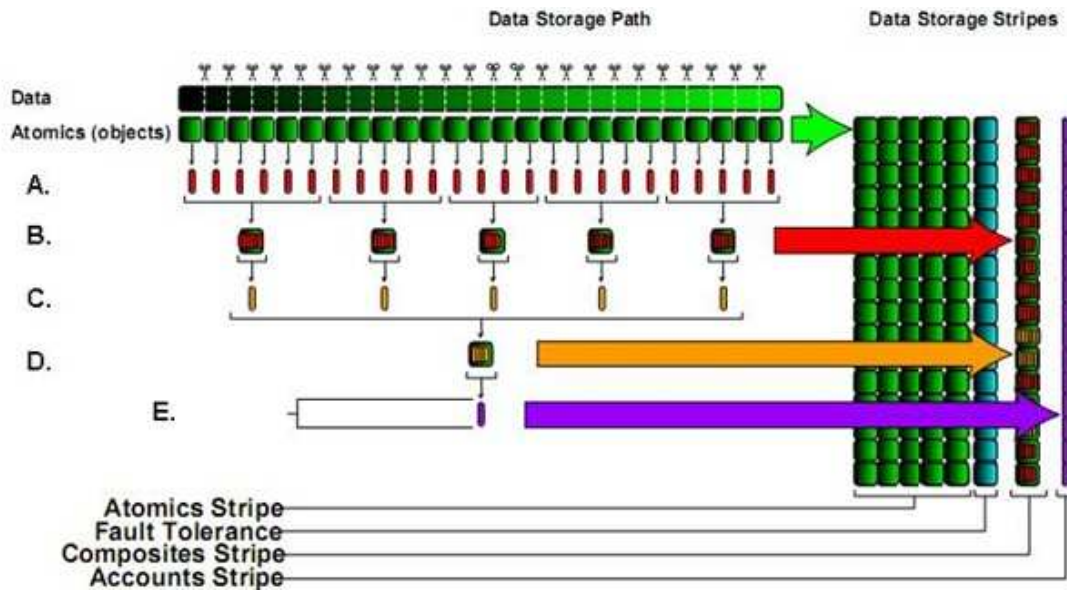 Data Storage Path
Data Storage Stripes
Data
Atomics (objects)
A.
B.
C.
D.
E.
Atomics Stripe
Fault Tolerance
Composites Stripe
Accounts Stripe